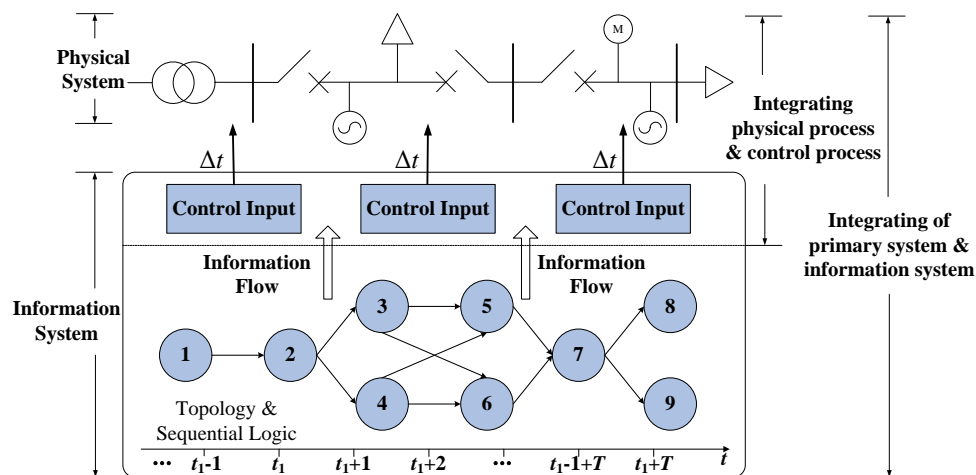 Physical
System
M
Integrating
physical process
& control process
Δt
Δt
Δt
Control Input
Control Input
Control Input
Integrating of
primary system &
information system
Information
Flow
Information
Flow
Information
System
1
2
3
4
5
6
7
8
9
Topology &
Sequential Logic
... t₁-1 t₁ t₁+1 t₁+2 ... t₁-1+T t₁+T t